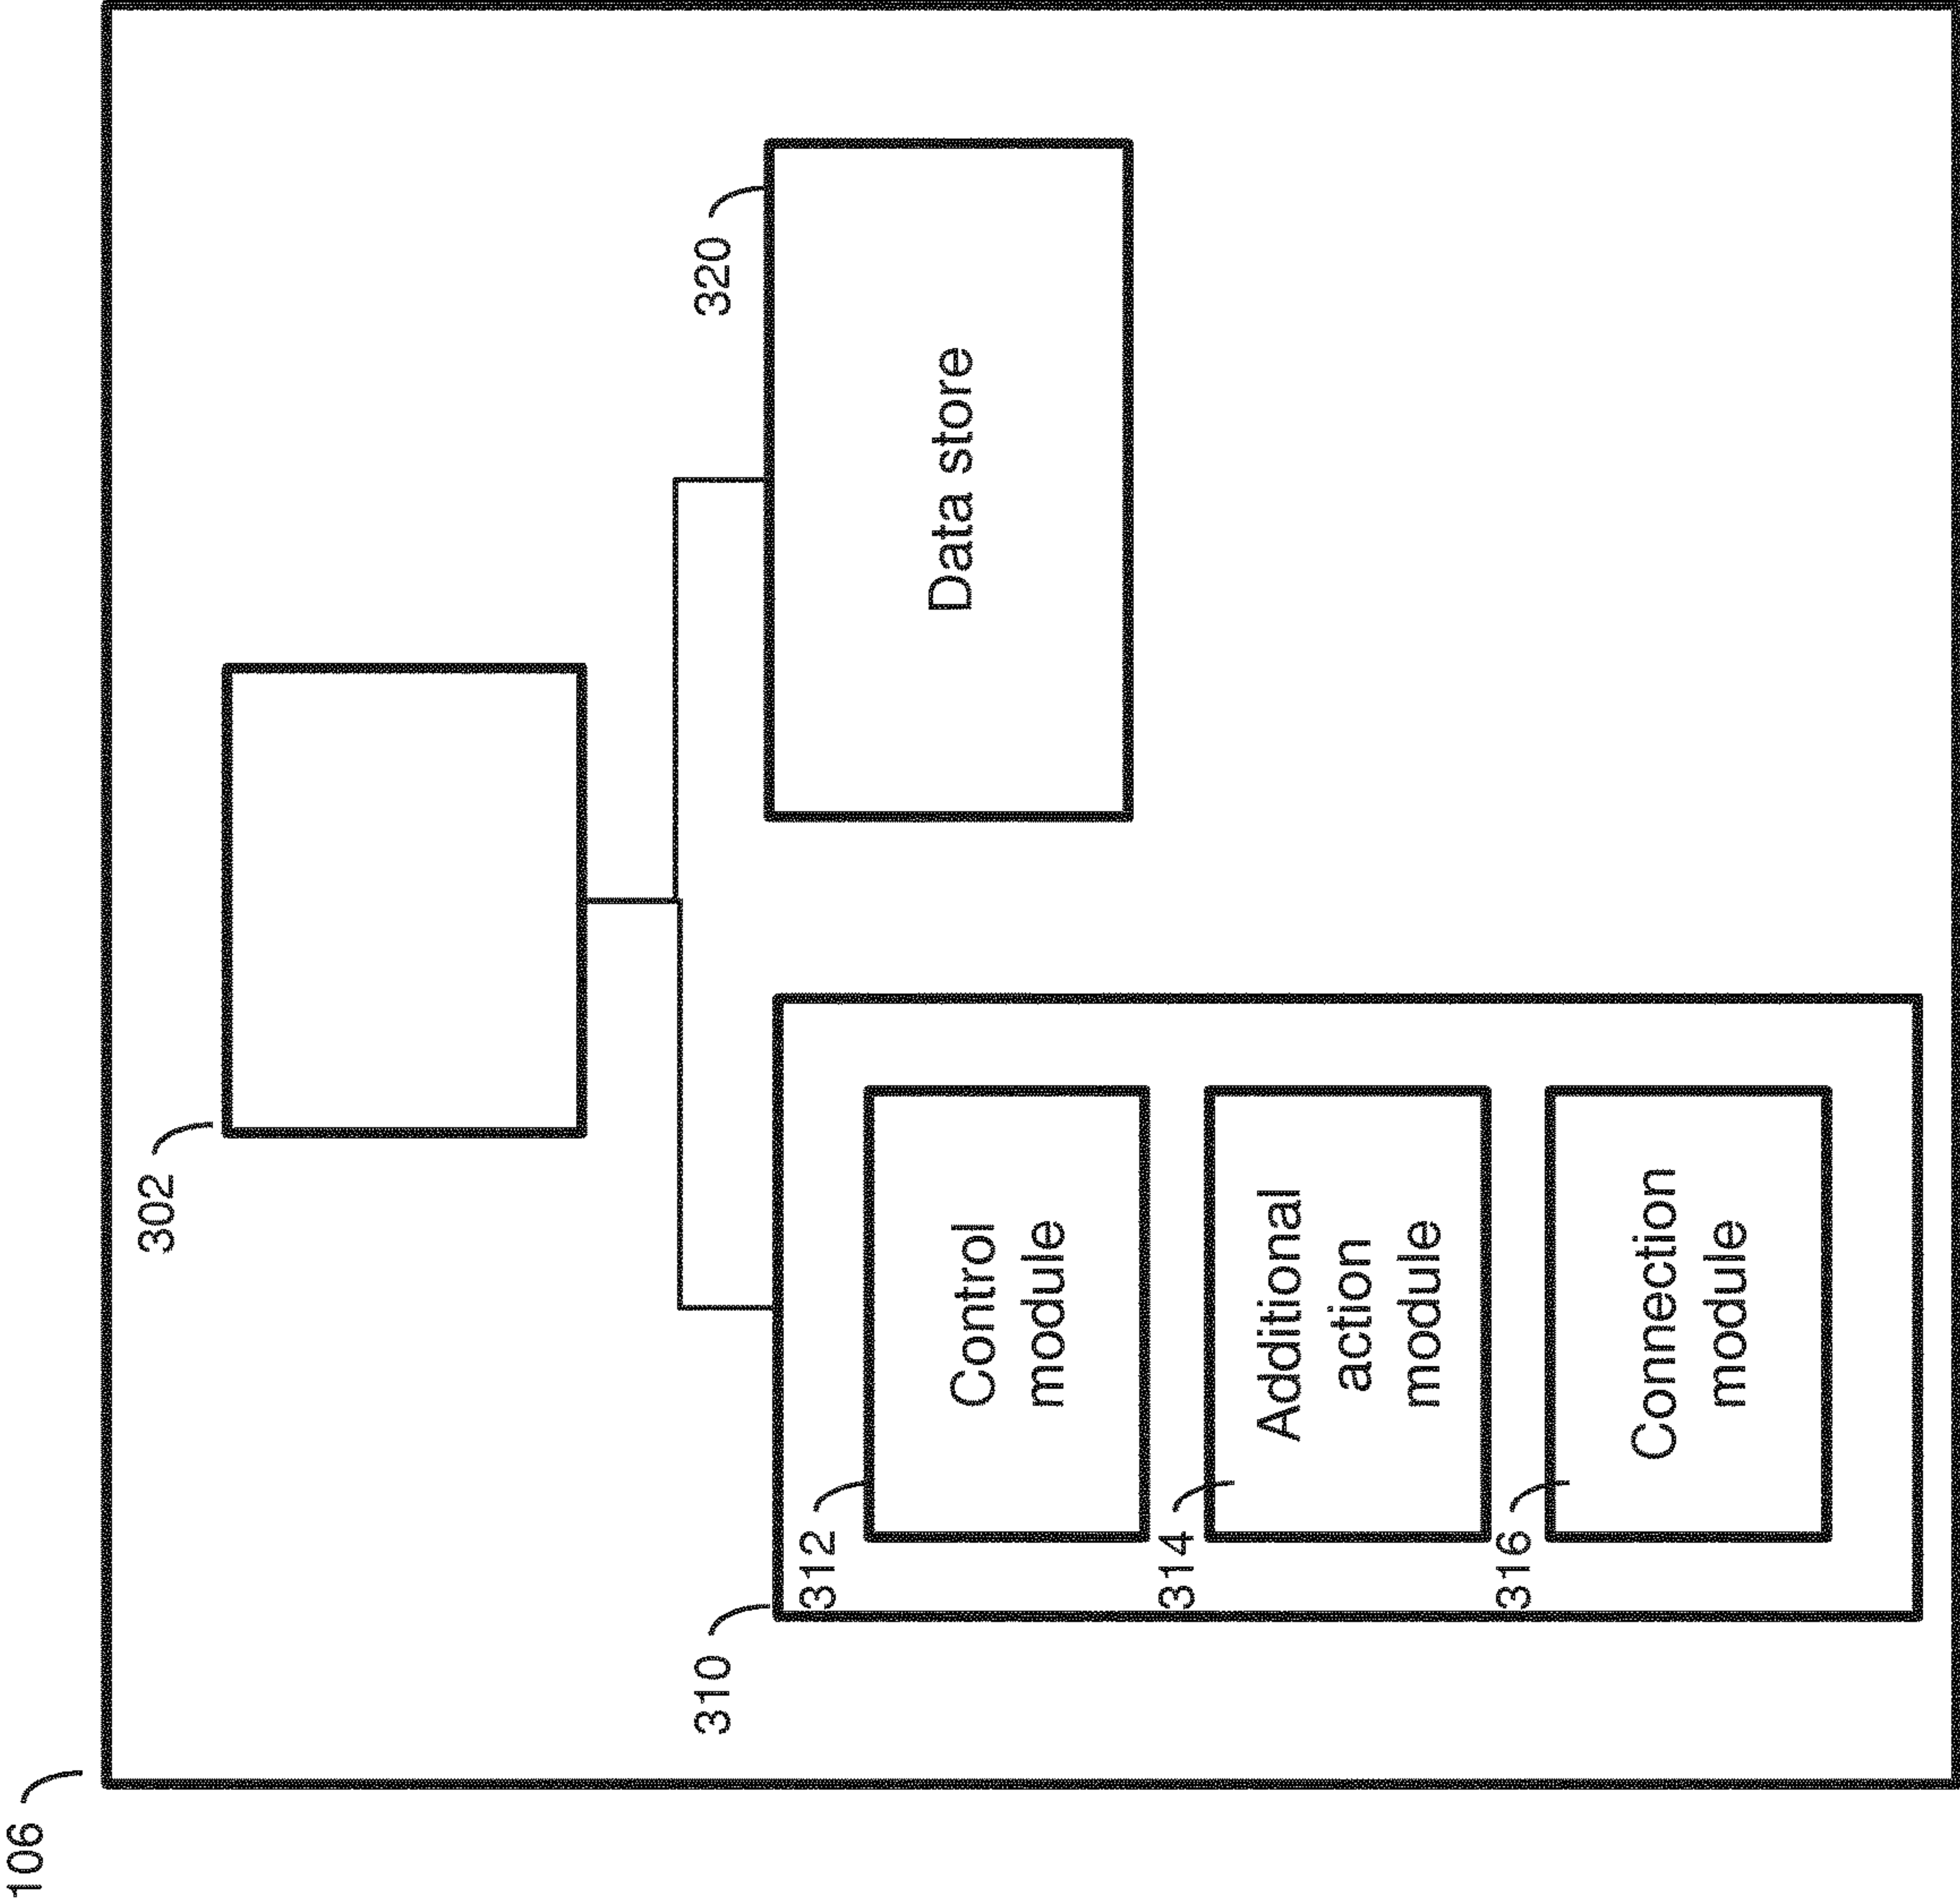 106
302
310
312
Control
module
314
Additional
action
module
316
Connection
module
320
Data store